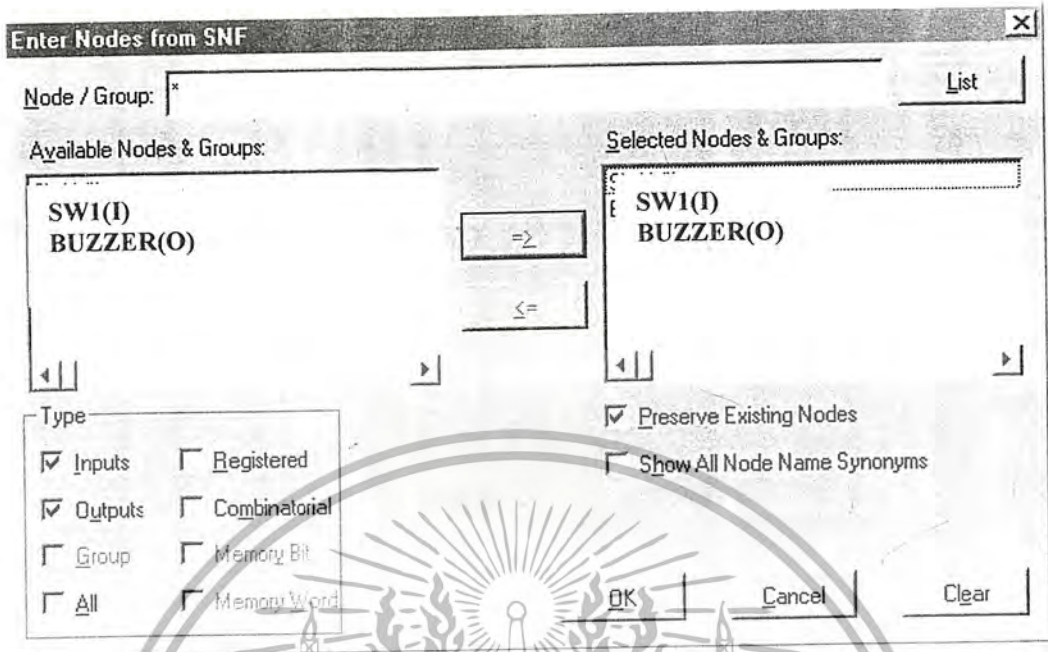 Enter Nodes from SNF
Node / Group: *
List
Available Nodes & Groups:
SW1(I)
BUZZER(O)
=>
<=
Selected Nodes & Groups:
SW1(I)
BUZZER(O)
Type
Inputs
Registered
Outputs
Combinatorial
Group
Memory Bit
All
Memory Word
Preserve Existing Nodes
Show All Node Name Synonyms
OK
Cancel
Clear